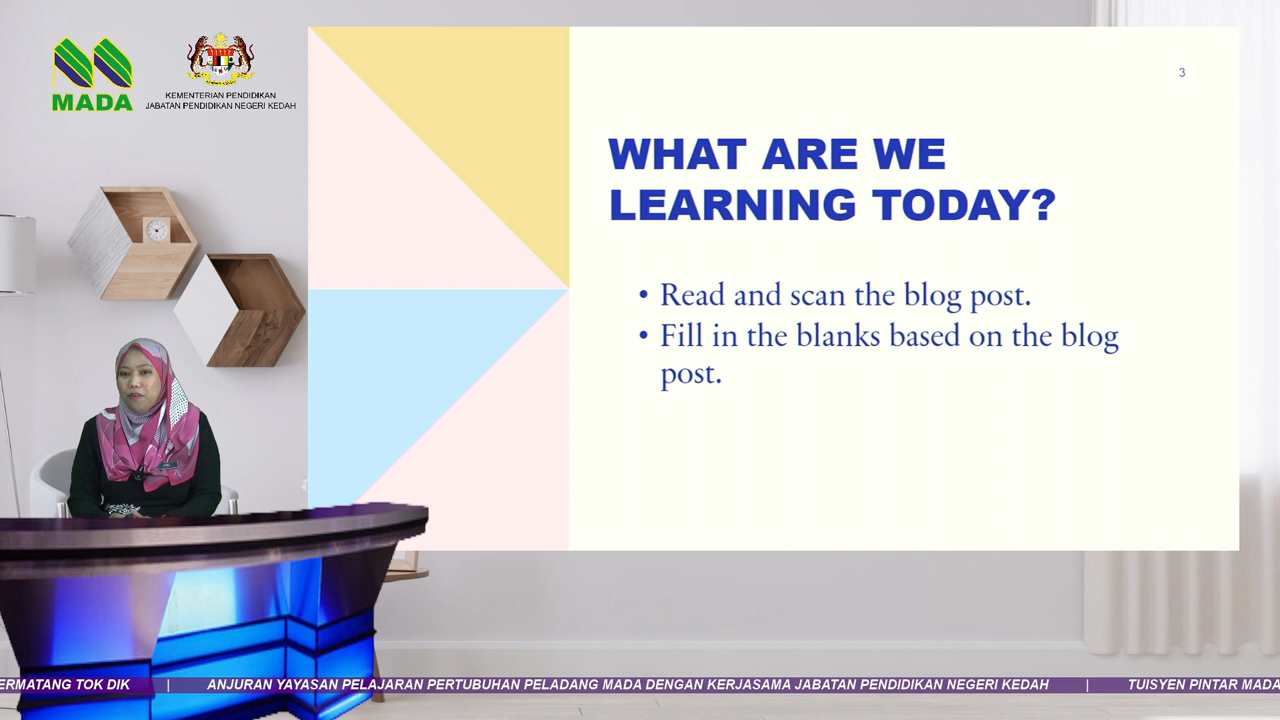 MADA
KEMENTERIAN PENDIDIKAN
JABATAN PENDIDIKAN NEGERI KEDAH
3
WHAT ARE WE
LEARNING TODAY?
• Read and scan the blog post.
• Fill in the blanks based on the blog
post.
ERMATANG TOK DIK | ANJURAN YAYASAN PELAJARAN PERTUBUHAN PELADANG MADA DENGAN KERJASAMA JABATAN PENDIDIKAN NEGERI KEDAH | TUISYEN PINTAR MADA